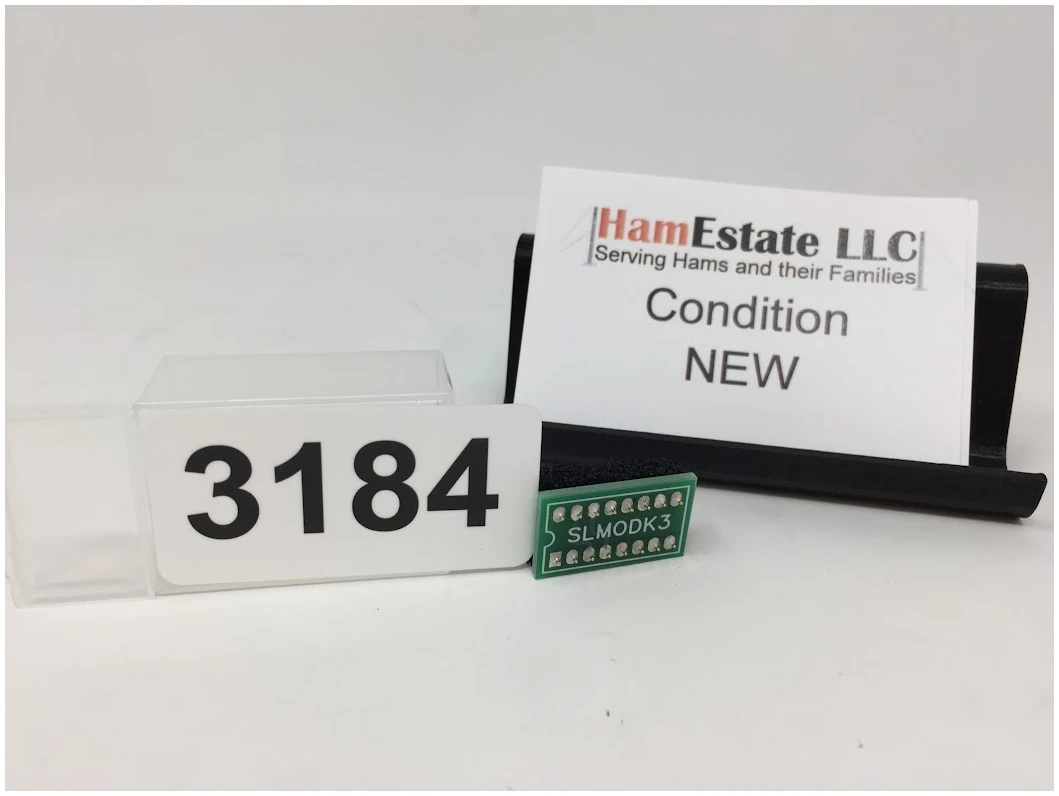 HamEstate LLC
Serving Hams and their Families
Condition
NEW
3184
SLMODK3